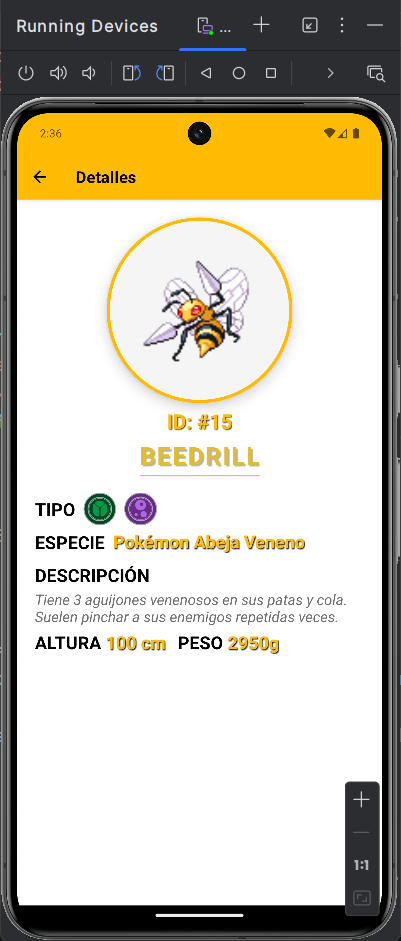 Running Devices ...
2:36
Detalles
ID: #15
BEEDRILL
TIPO
ESPECIE Pokémon Abeja Veneno
DESCRIPCIÓN
Tiene 3 aguijones venenosos en sus patas y cola.
Suelen pinchar a sus enemigos repetidas veces.
ALTURA 100 cm PESO 2950g
1:1